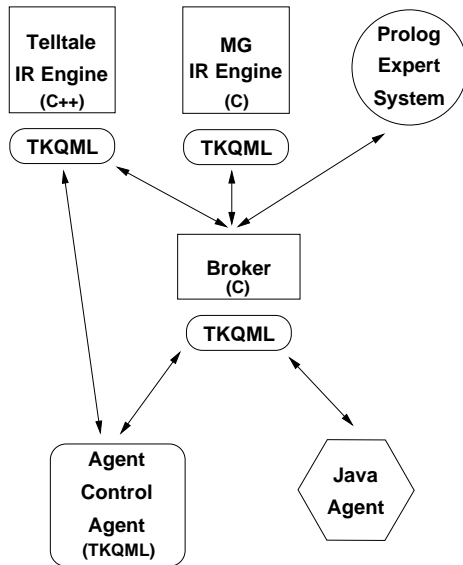 Telltale
IR Engine
(C++)
MG
IR Engine
(C)
Prolog
Expert
System
TKQML
TKQML
Broker
(C)
TKQML
Agent
Control
Agent
(TKQML)
Java
Agent